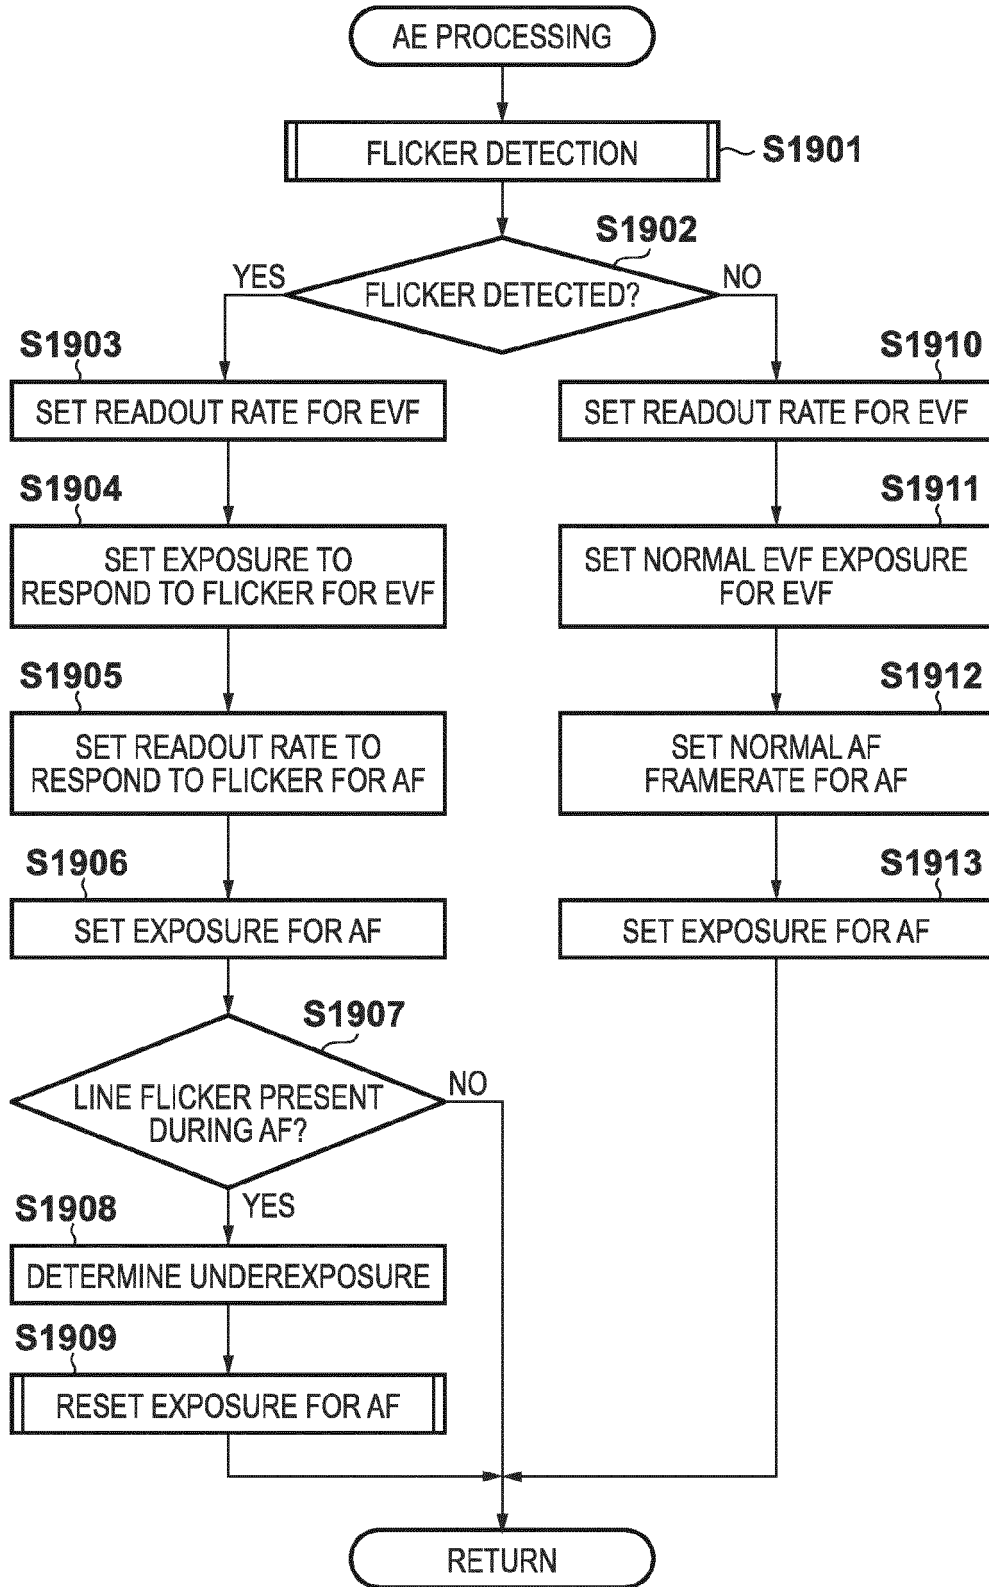 AE PROCESSING
FLICKER DETECTION
S1901
S1902
FLICKER DETECTED?
YES
NO
S1903
SET READOUT RATE FOR EVF
S1904
SET EXPOSURE TO
RESPOND TO FLICKER FOR EVF
S1905
SET READOUT RATE TO
RESPOND TO FLICKER FOR AF
S1906
SET EXPOSURE FOR AF
S1907
LINE FLICKER PRESENT
DURING AF?
NO
YES
S1908
DETERMINE UNDEREXPOSURE
S1909
RESET EXPOSURE FOR AF
S1910
SET READOUT RATE FOR EVF
S1911
SET NORMAL EVF EXPOSURE
FOR EVF
S1912
SET NORMAL AF
FRAMERATE FOR AF
S1913
SET EXPOSURE FOR AF
RETURN